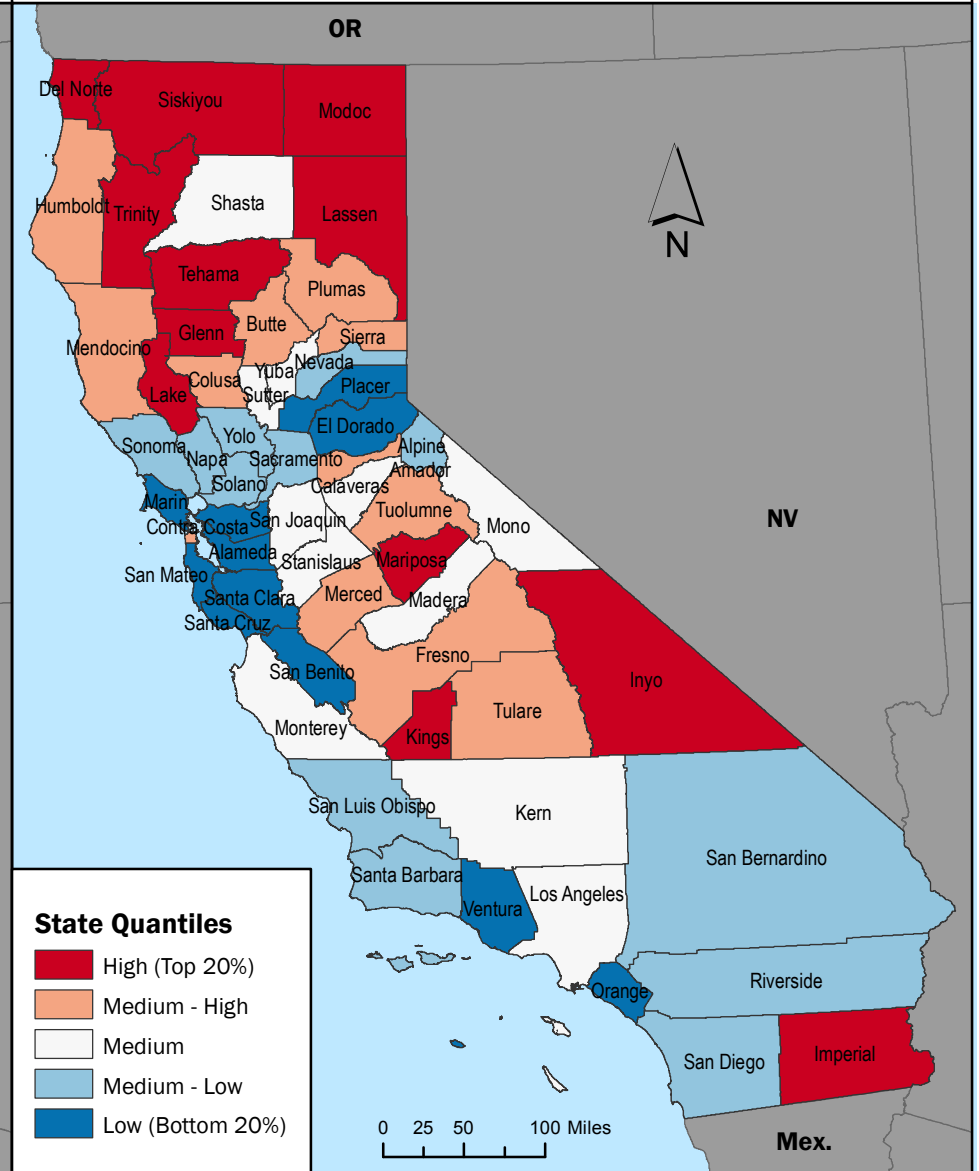 OR
Del Norte
Siskiyou
Modoc
Humboldt
Trinity
Shasta
Lassen
N
Tehama
Plumas
Glenn
Butte
Sierra
Mendocino
Nevada
Yuba
Colusa
Placer
Lake
Sutter
El Dorado
Sonoma
Yolo
Alpine
Napa
Sacramento
Amador
Solano
Calaveras
Marin
Tuolumne
NV
Contra Costa
San Joaquin
Mono
Alameda
Stanislaus
Mariposa
San Mateo
Merced
Santa Clara
Madera
Santa Cruz
Fresno
San Benito
Inyo
Tulare
Monterey
Kings
San Luis Obispo
Kern
San Bernardino
Santa Barbara
Los Angeles
Ventura
Riverside
Orange
San Diego
Imperial
State Quantiles
High (Top 20%)
Medium - High
Medium
Medium - Low
Low (Bottom 20%)
0 25 50 100 Miles
Mex.